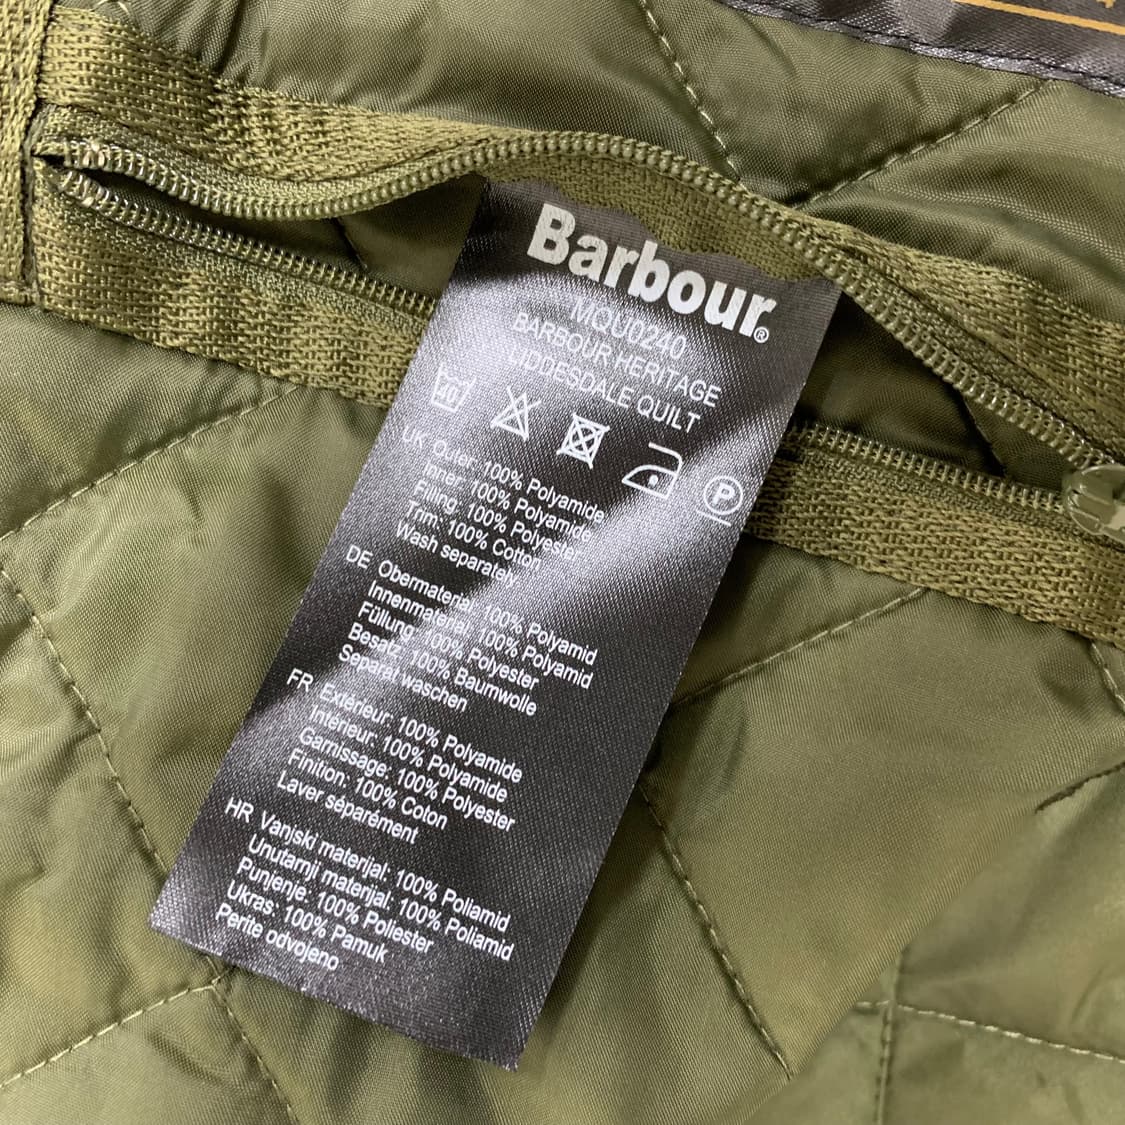 Barbour®
MQU0240
BARBOUR HERITAGE
LIDDESDALE QUILT
40
P
UK Outer: 100% Polyamide
Inner: 100% Polyamide
Filling: 100% Polyester
Trim: 100% Cotton
Wash separately
DE Obermaterial: 100% Polyamid
Innenmaterial: 100% Polyamid
Füllung: 100% Polyester
Besatz: 100% Baumwolle
Separat waschen
FR Extérieur: 100% Polyamide
Intérieur: 100% Polyamide
Garnissage: 100% Polyester
Finition: 100% Coton
Laver séparément
HR Vanjski materijal: 100% Poliamid
Unutarnji materijal: 100% Poliamid
Punjenje: 100% Poliester
Ukras: 100% Pamuk
Perite odvojeno